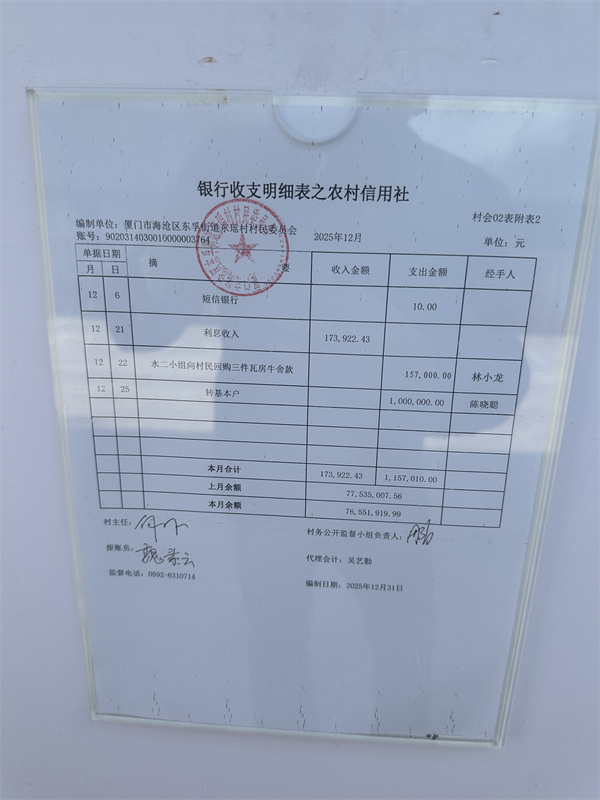 银行收支明细表之农村信用社
村会02表附表2
编制单位：厦门市海沧区东孚街道东瑶村村民委员会
账号：9020314030010000003764 2025年12月 单位：元
单据日期 摘 要 收入金额 支出金额 经手人
月 日
12 6 短信银行 10.00
12 21 利息收入 173,922.43
12 22 水二小组向村民回购三件瓦房牛舍款 157,000.00 林小龙
12 25 转基本户 1,000,000.00 陈晓聪
本月合计 173,922.43 1,157,010.00
上月余额 77,535,007.56
本月余额 76,551,919.99
村主任： 村务公开监督小组负责人：
报账员： 代理会计：吴艺勤
监督电话：0592-6310714 编制日期：2025年12月31日